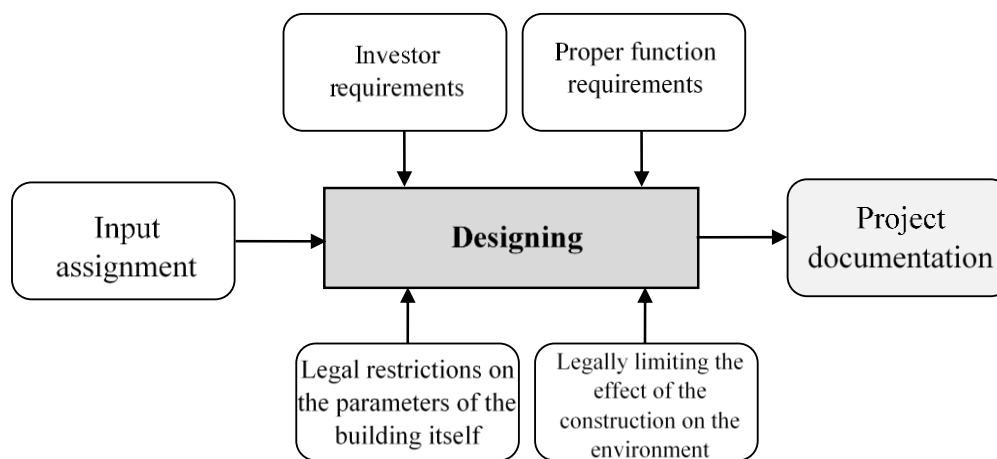 Investor
requirements
Proper function
requirements
Input
assignment
Designing
Project
documentation
Legal restrictions on
the parameters of the
building itself
Legally limiting the
effect of the
construction on the
environment